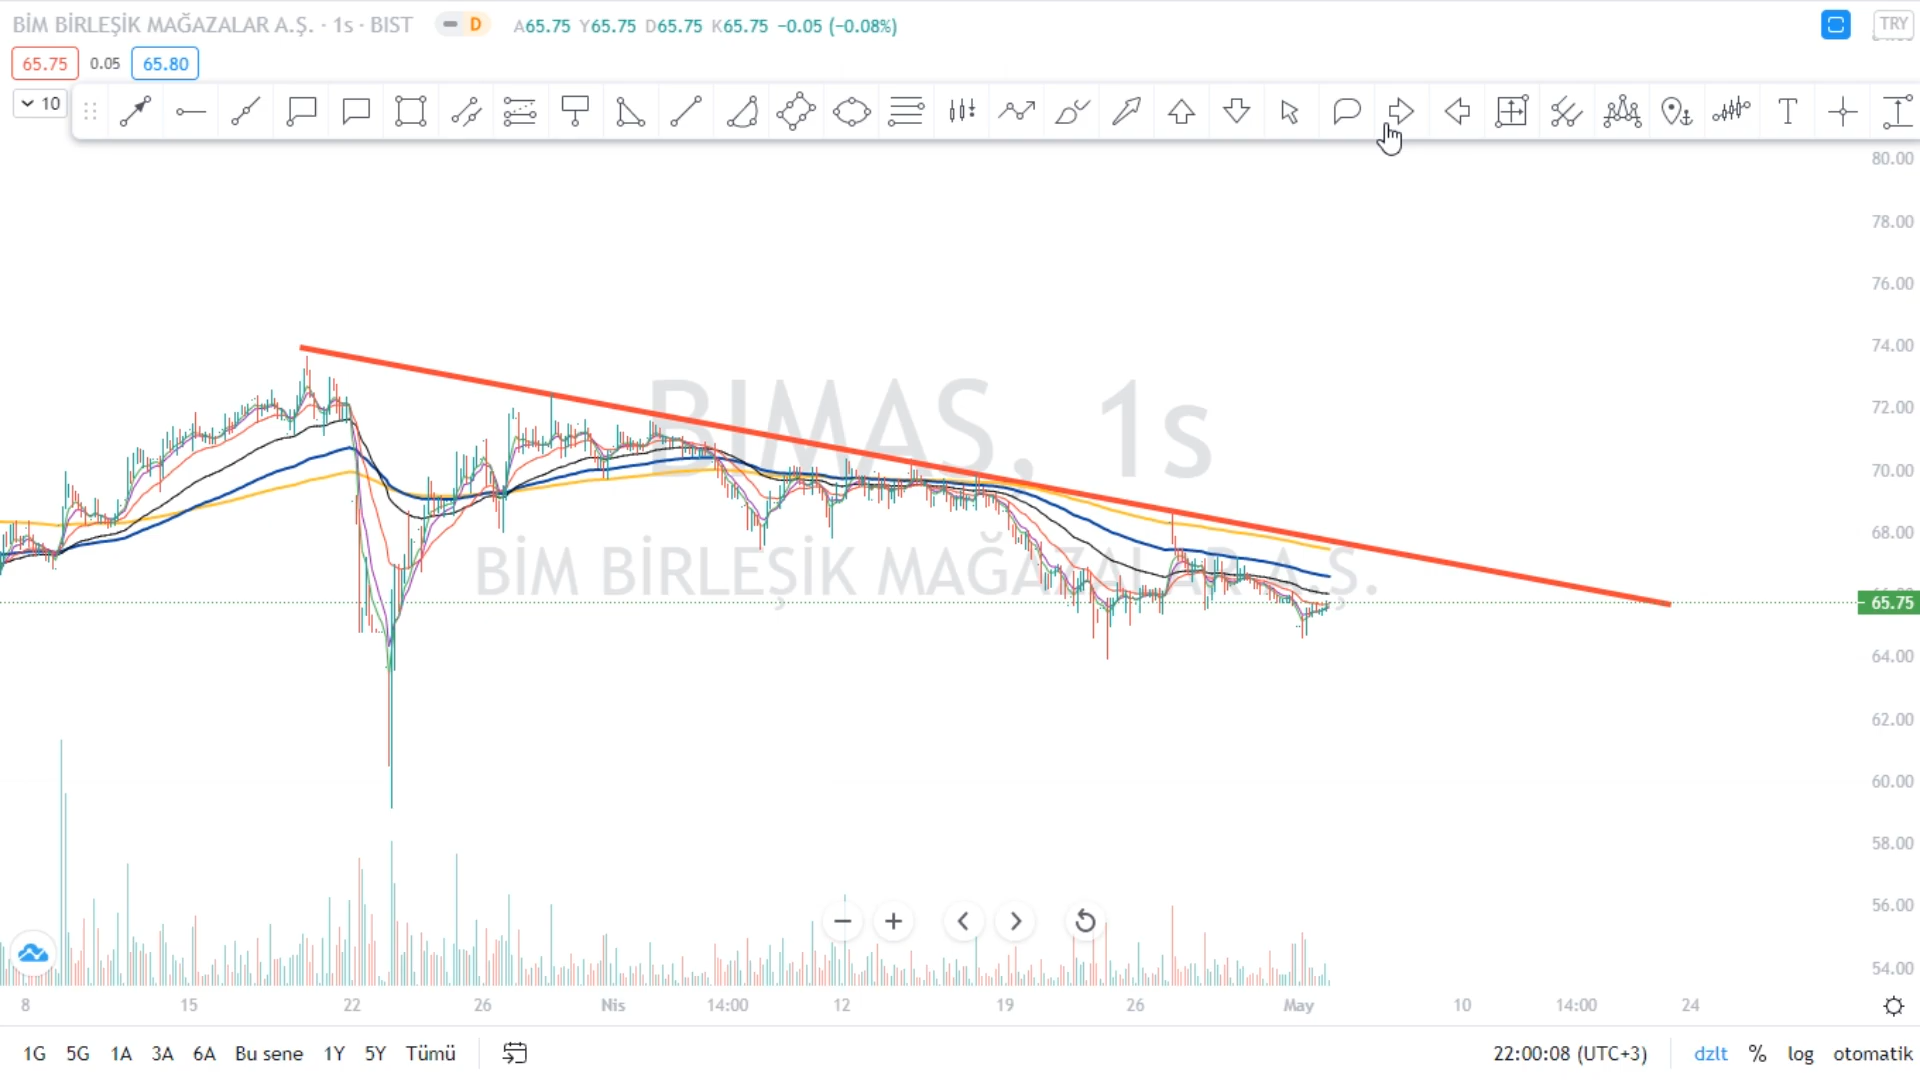 BİM BİRLEŞİK MAĞAZALAR A.Ş. · 1s · BIST D A65.75 Y65.75 D65.75 K65.75 −0.05 (−0.08%) TRY
65.75 0.05 65.80
10 T
80.00
78.00
76.00
74.00
72.00
BIMAS, 1s
70.00
68.00
BİM BİRLEŞİK MAĞAZALAR A.Ş.
65.75
64.00
62.00
60.00
58.00
56.00
54.00
8 15 22 26 Nis 14:00 12 19 26 May 10 14:00 24
1G 5G 1A 3A 6A Bu sene 1Y 5Y Tümü 22:00:08 (UTC+3) dzlt % log otomatik